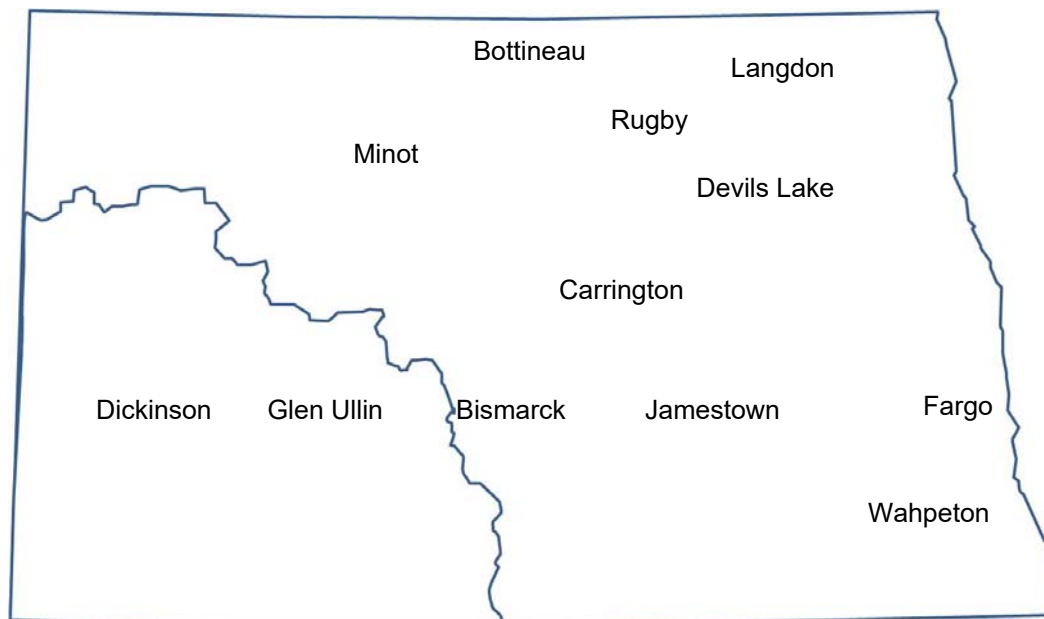 Bottineau
Langdon
Rugby
Minot
Devils Lake
Carrington
Dickinson
Glen Ullin
Bismarck
Jamestown
Fargo
Wahpeton